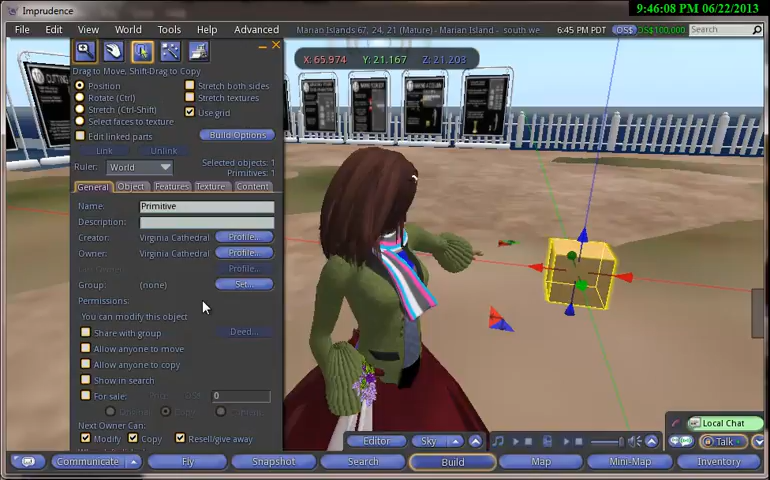 Imprudence
9:46:08 PM 06/22/2013
File Edit View World Tools Help Advanced
Marian Islands 67, 24, 21 (Mature) - Marian Island - south we
6:45 PM PDT
OS$
OS$100,000
Search
X: 65.974 Y: 21.167 Z: 21.203
Drag to Move, Shift-Drag to Copy
Position
Rotate (Ctrl)
Stretch (Ctrl-Shift)
Select faces to texture
Edit linked parts
Stretch both sides
Stretch textures
Use grid
Build Options
Link Unlink
Ruler: World
Selected objects: 1
Primitives: 1
General Object Features Texture Content
Name: Primitive
Description:
Creator: Virginia Cathedral Profile...
Owner: Virginia Cathedral Profile...
Profile...
Group: (none) Set...
Permissions:
You can modify this object
Share with group Deed...
Allow anyone to move
Allow anyone to copy
Show in search
For sale: 0
Next Owner Can:
Modify Copy Resell/give away
Editor Sky
Local Chat
Talk
Communicate Fly Snapshot Search Build Map Mini-Map Inventory